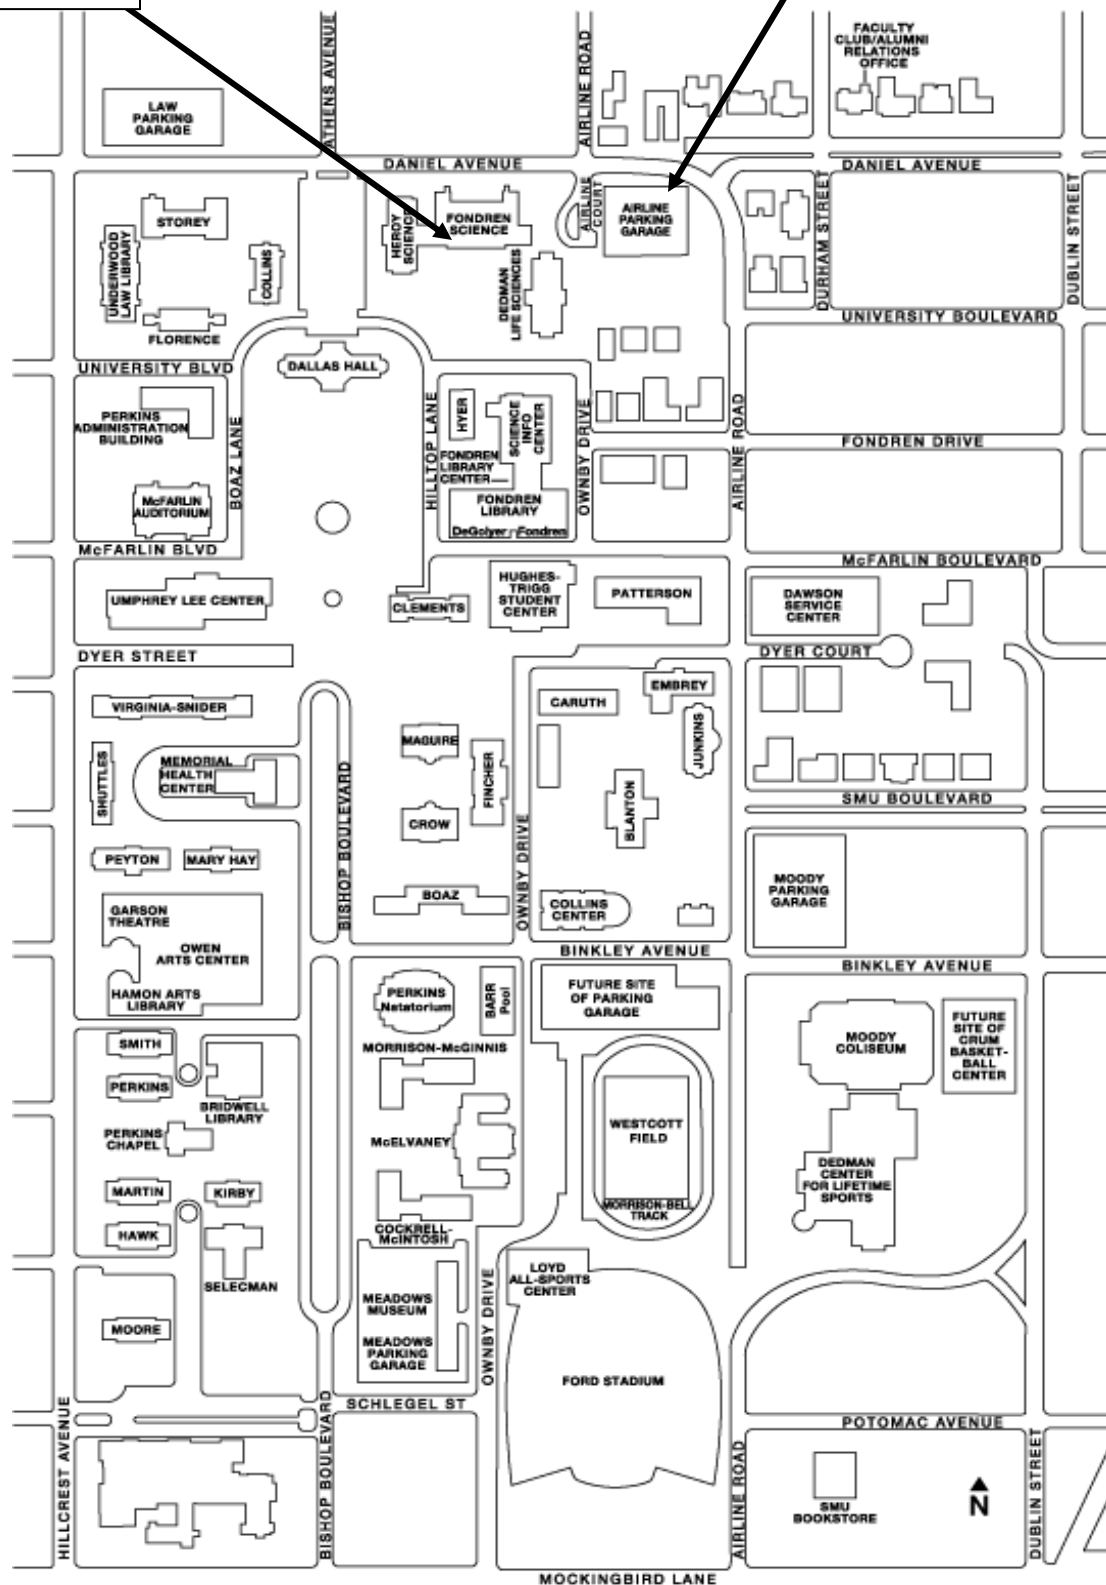 FACULTY
CLUB/ALUMNI
RELATIONS
OFFICE
ATHENS AVENUE
AIRLINE ROAD
LAW
PARKING
GARAGE
DANIEL AVENUE
DANIEL AVENUE
STOREY
UNDERWOOD
LAW LIBRARY
COLLINS
FLORENCE
HERDY
SCIENCE
FONDREN
SCIENCE
AIRLINE
COURT
AIRLINE
PARKING
GARAGE
DURHAM STREET
DUBLIN STREET
DEDMAN
LIFE SCIENCES
UNIVERSITY BOULEVARD
UNIVERSITY BLVD
DALLAS HALL
PERKINS
ADMINISTRATION
BUILDING
BOAZ LANE
HILLTOP LANE
HYER
SCIENCE
INFO
CENTER
FONDREN
LIBRARY
CENTER
OWNBY DRIVE
AIRLINE ROAD
FONDREN DRIVE
McFARLIN
AUDITORIUM
FONDREN
LIBRARY
DeGolyer Fondren
McFARLIN BLVD
McFARLIN BOULEVARD
UMPHREY LEE CENTER
CLEMENTS
HUGHES-
TRIGG
STUDENT
CENTER
PATTERSON
DAWSON
SERVICE
CENTER
DYER STREET
DYER COURT
VIRGINIA-SNIDER
CARUTH
EMBREY
JUNKINS
MAGUIRE
FINCHER
SHUTTLES
MEMORIAL
HEALTH
CENTER
BISHOP BOULEVARD
CROW
BLANTON
SMU BOULEVARD
OWNBY DRIVE
PEYTON
MARY HAY
BOAZ
COLLINS
CENTER
MOODY
PARKING
GARAGE
GARSON
THEATRE
OWEN
ARTS CENTER
HAMON ARTS
LIBRARY
BINKLEY AVENUE
BINKLEY AVENUE
PERKINS
Natatorium
BARR
Pool
FUTURE SITE
OF PARKING
GARAGE
MOODY
COLISEUM
FUTURE
SITE OF
CRUM
BASKET-
BALL
CENTER
SMITH
PERKINS
BRIDWELL
LIBRARY
MORRISON-McGINNIS
PERKINS
CHAPEL
McELVANEY
WESTCOTT
FIELD
MORRISON-BELL
TRACK
DEDMAN
CENTER
FOR LIFETIME
SPORTS
MARTIN
KIRBY
HAWK
COCKRELL-
McINTOSH
SELECMAN
LOYD
ALL-SPORTS
CENTER
MEADOWS
MUSEUM
MEADOWS
PARKING
GARAGE
OWNBY DRIVE
MOORE
FORD STADIUM
SCHLEGEL ST
POTOMAC AVENUE
HILLCREST AVENUE
BISHOP BOULEVARD
AIRLINE ROAD
SMU
BOOKSTORE
N
DUBLIN STREET
MOCKINGBIRD LANE